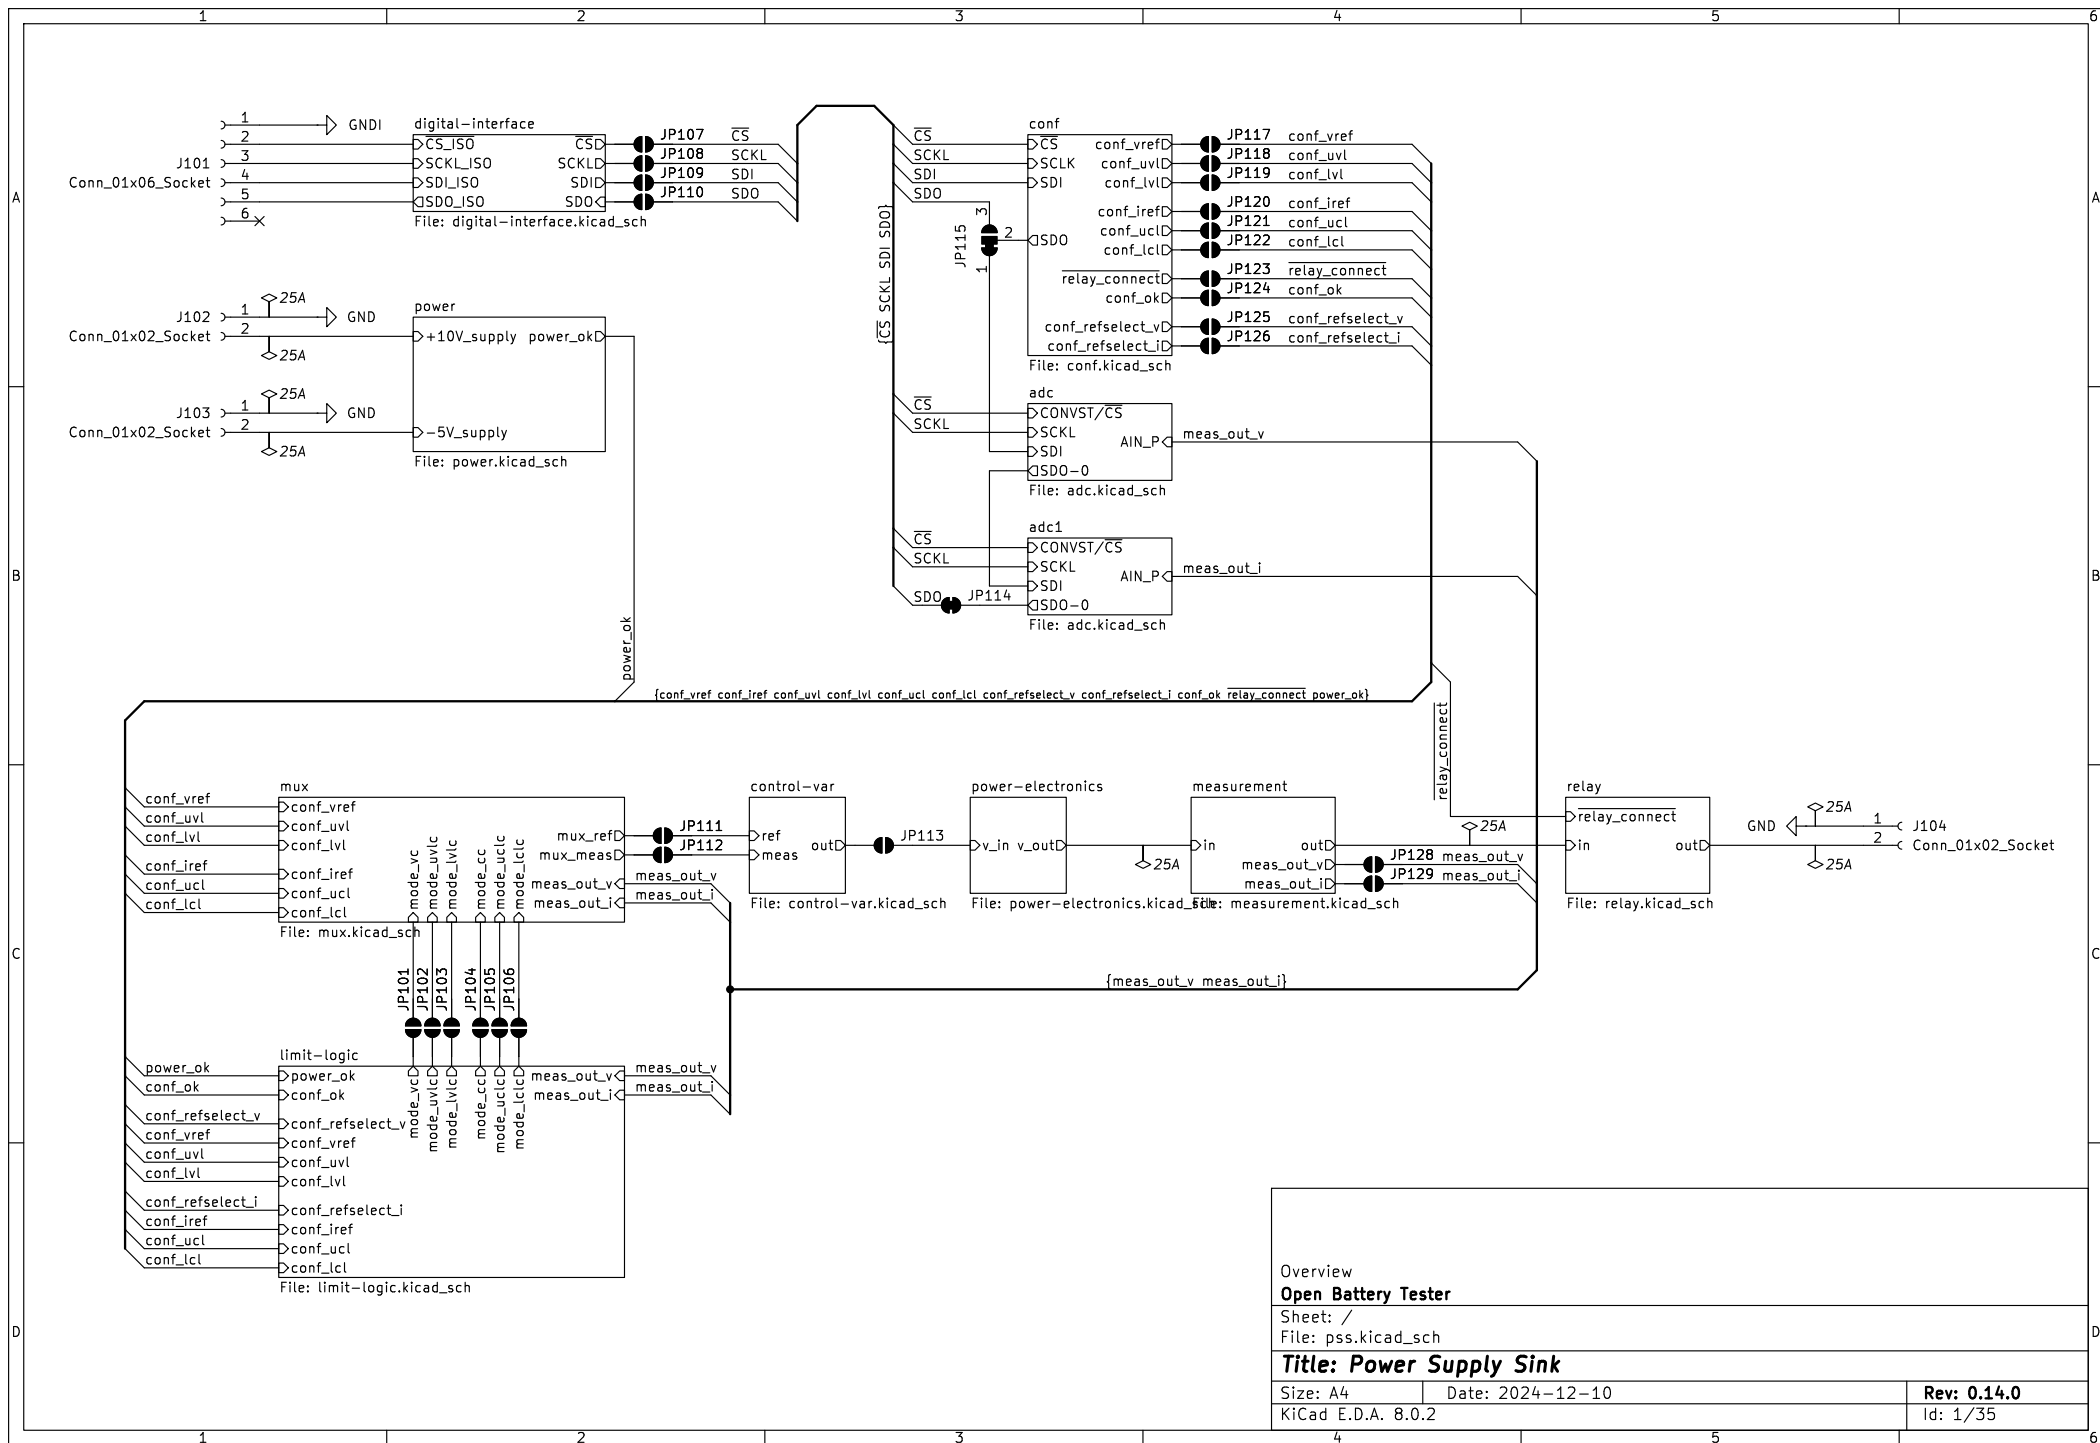 1 2 3 4 5 6
A
B
C
D
A
B
C
D
1 2 3 4 5 6
J101
Conn_01x06_Socket
1
2
3
4
5
6
GNDI
digital-interface
CS_ISO CS
SCKL_ISO SCKL
SDI_ISO SDI
SDO_ISO SDO
File: digital-interface.kicad_sch
JP107 CS
JP108 SCKL
JP109 SDI
JP110 SDO
J102
Conn_01x02_Socket
25A
1
2
GND
25A
J103
Conn_01x02_Socket
25A
1
2
GND
25A
power
+10V_supply power_ok
-5V_supply
File: power.kicad_sch
power_ok
{CS SCKL SDI SDO}
CS
SCKL
SDI
SDO
JP115
3
2
1
conf
CS
SCLK
SDI
SDO
conf_vref
conf_uvl
conf_lvl
conf_iref
conf_ucl
conf_lcl
relay_connect
conf_ok
conf_refselect_v
conf_refselect_i
File: conf.kicad_sch
JP117 conf_vref
JP118 conf_uvl
JP119 conf_lvl
JP120 conf_iref
JP121 conf_ucl
JP122 conf_lcl
JP123 relay_connect
JP124 conf_ok
JP125 conf_refselect_v
JP126 conf_refselect_i
adc
CS
SCKL
CONVST/CS
SCKL
SDI
SDO-0
AIN_P
meas_out_v
File: adc.kicad_sch
adc1
CS
SCKL
SDO JP114
CONVST/CS
SCKL
SDI
SDO-0
AIN_P
meas_out_i
File: adc.kicad_sch
{conf_vref conf_iref conf_uvl conf_lvl conf_ucl conf_lcl conf_refselect_v conf_refselect_i conf_ok relay_connect power_ok}
relay_connect
mux
conf_vref
conf_uvl
conf_lvl
conf_iref
conf_ucl
conf_lcl
conf_vref
conf_uvl
conf_lvl
conf_iref
conf_ucl
conf_lcl
mode_vc
mode_uvlc
mode_lvlc
mode_cc
mode_uclc
mode_lclc
mux_ref
mux_meas
meas_out_v
meas_out_i
File: mux.kicad_sch
JP111
JP112
meas_out_v
meas_out_i
control-var
ref
meas
out
File: control-var.kicad_sch
JP113
power-electronics
v_in v_out
File: power-electronics.kicad_sch
25A
measurement
in
out
meas_out_v
meas_out_i
File: measurement.kicad_sch
JP128 meas_out_v
JP129 meas_out_i
25A
relay
relay_connect
in
out
File: relay.kicad_sch
GND
25A
1
2
25A
J104
Conn_01x02_Socket
{meas_out_v meas_out_i}
JP101
JP102
JP103
JP104
JP105
JP106
limit-logic
power_ok
conf_ok
conf_refselect_v
conf_vref
conf_uvl
conf_lvl
conf_refselect_i
conf_iref
conf_ucl
conf_lcl
power_ok
conf_ok
conf_refselect_v
conf_vref
conf_uvl
conf_lvl
conf_refselect_i
conf_iref
conf_ucl
conf_lcl
mode_vc
mode_uvlc
mode_lvlc
mode_cc
mode_uclc
mode_lclc
meas_out_v
meas_out_i
meas_out_v
meas_out_i
File: limit-logic.kicad_sch
Overview
Open Battery Tester
Sheet: /
File: pss.kicad_sch
Title: Power Supply Sink
Size: A4 Date: 2024-12-10 Rev: 0.14.0
KiCad E.D.A. 8.0.2 Id: 1/35